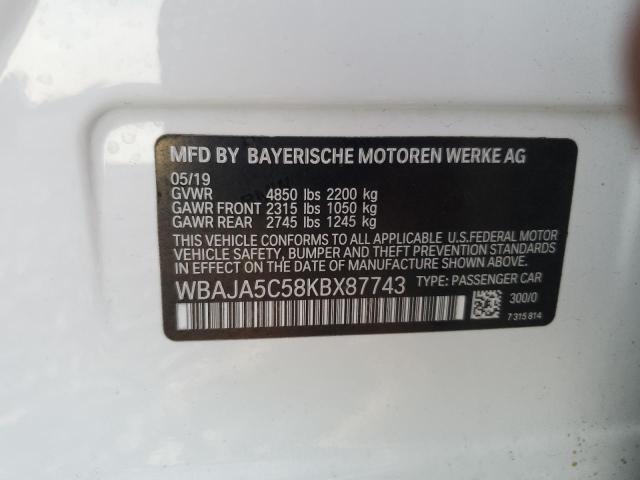 MFD BY BAYERISCHE MOTOREN WERKE AG
05/19
GVWR 4850 lbs 2200 kg
GAWR FRONT 2315 lbs 1050 kg
GAWR REAR 2745 lbs 1245 kg
THIS VEHICLE CONFORMS TO ALL APPLICABLE U.S.FEDERAL MOTOR
VEHICLE SAFETY, BUMPER AND THEFT PREVENTION STANDARDS
IN EFFECT ON THE DATE OF MANUFACTURE SHOWN ABOVE.
WBAJA5C58KBX87743 TYPE: PASSENGER CAR
300/0
7 315 814